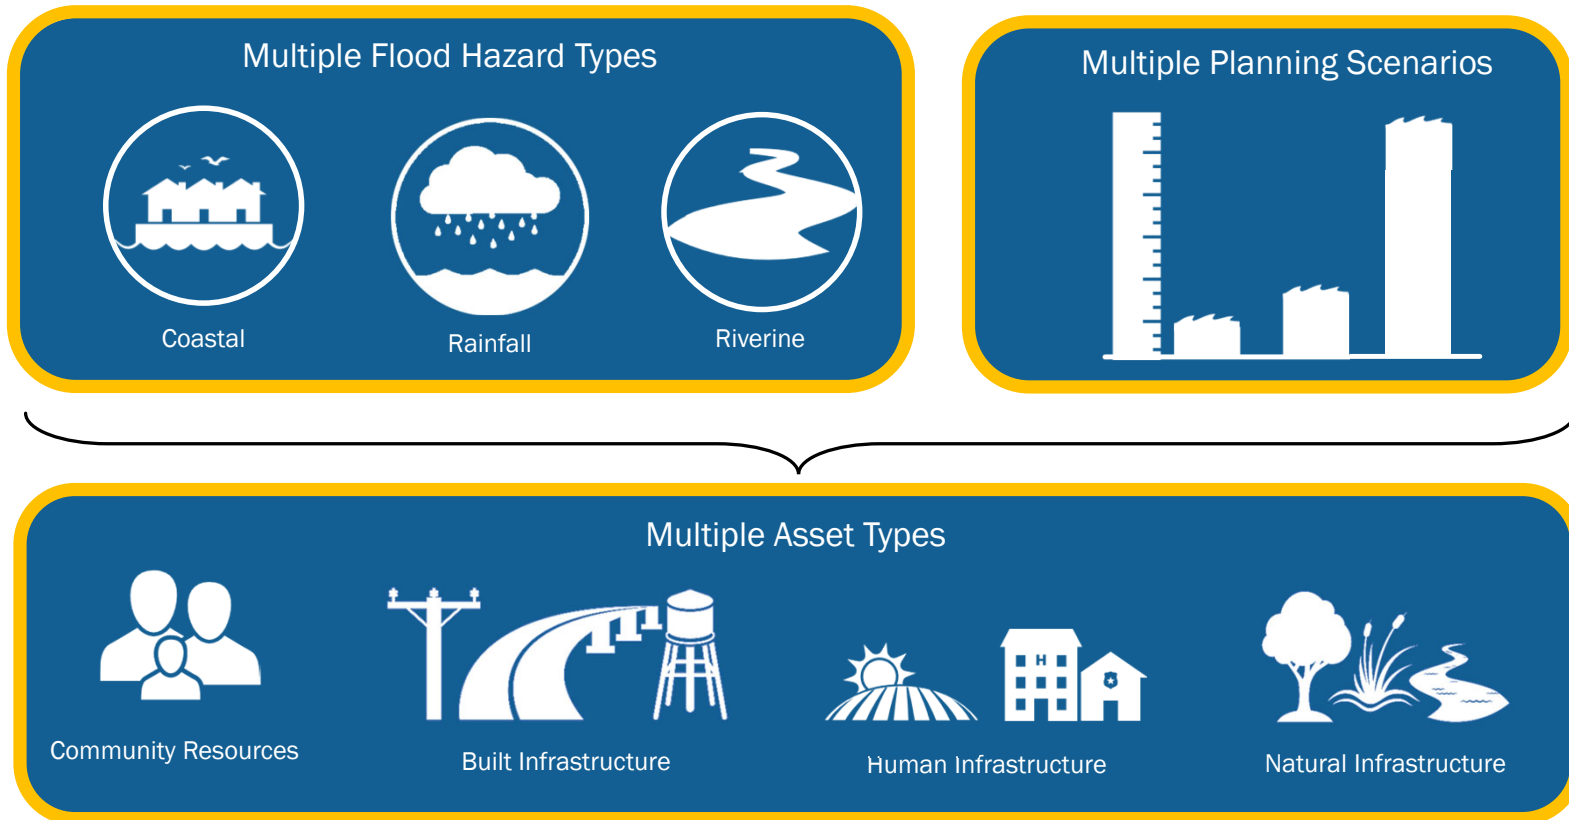 Multiple Flood Hazard Types
Coastal
Rainfall
Riverine
Multiple Planning Scenarios
Multiple Asset Types
H
Community Resources
Built Infrastructure
Human Infrastructure
Natural Infrastructure